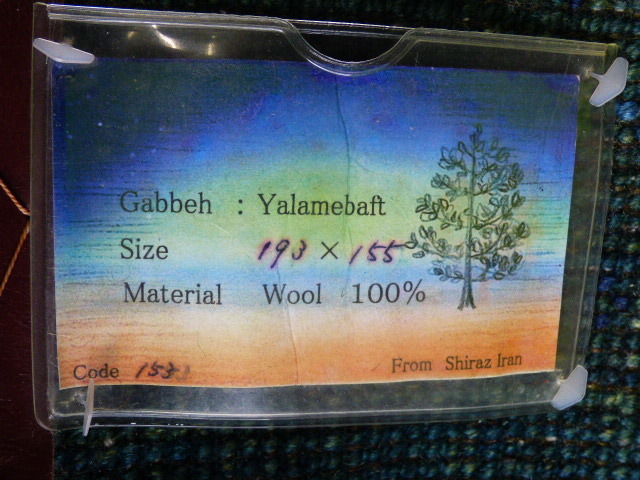 Gabbeh : Yalamebaft
Size 193 × 155
Material Wool 100%
Code
From Shiraz Iran